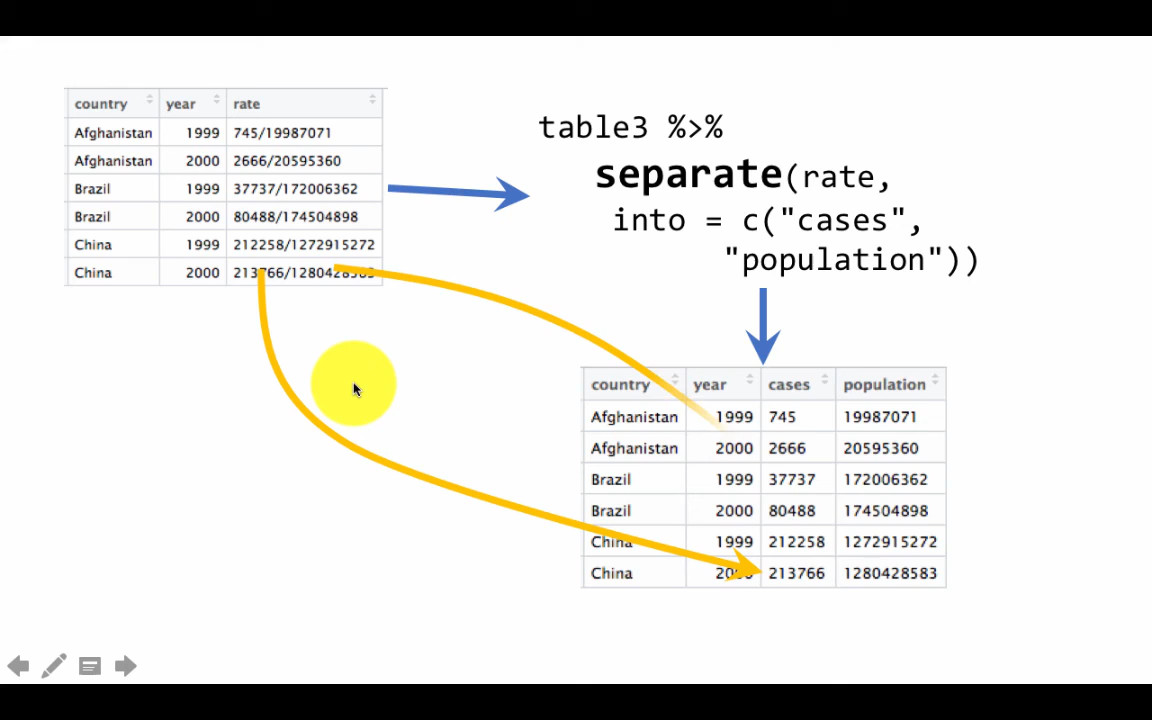 country year rate
Afghanistan 1999 745/19987071
Afghanistan 2000 2666/20595360
Brazil 1999 37737/172006362
Brazil 2000 80488/174504898
China 1999 212258/1272915272
China 2000 213766/1280428583
table3 %>%
separate(rate,
into = c("cases",
"population"))
country year cases population
Afghanistan 1999 745 19987071
Afghanistan 2000 2666 20595360
Brazil 1999 37737 172006362
Brazil 2000 80488 174504898
China 1999 212258 1272915272
China 2000 213766 1280428583